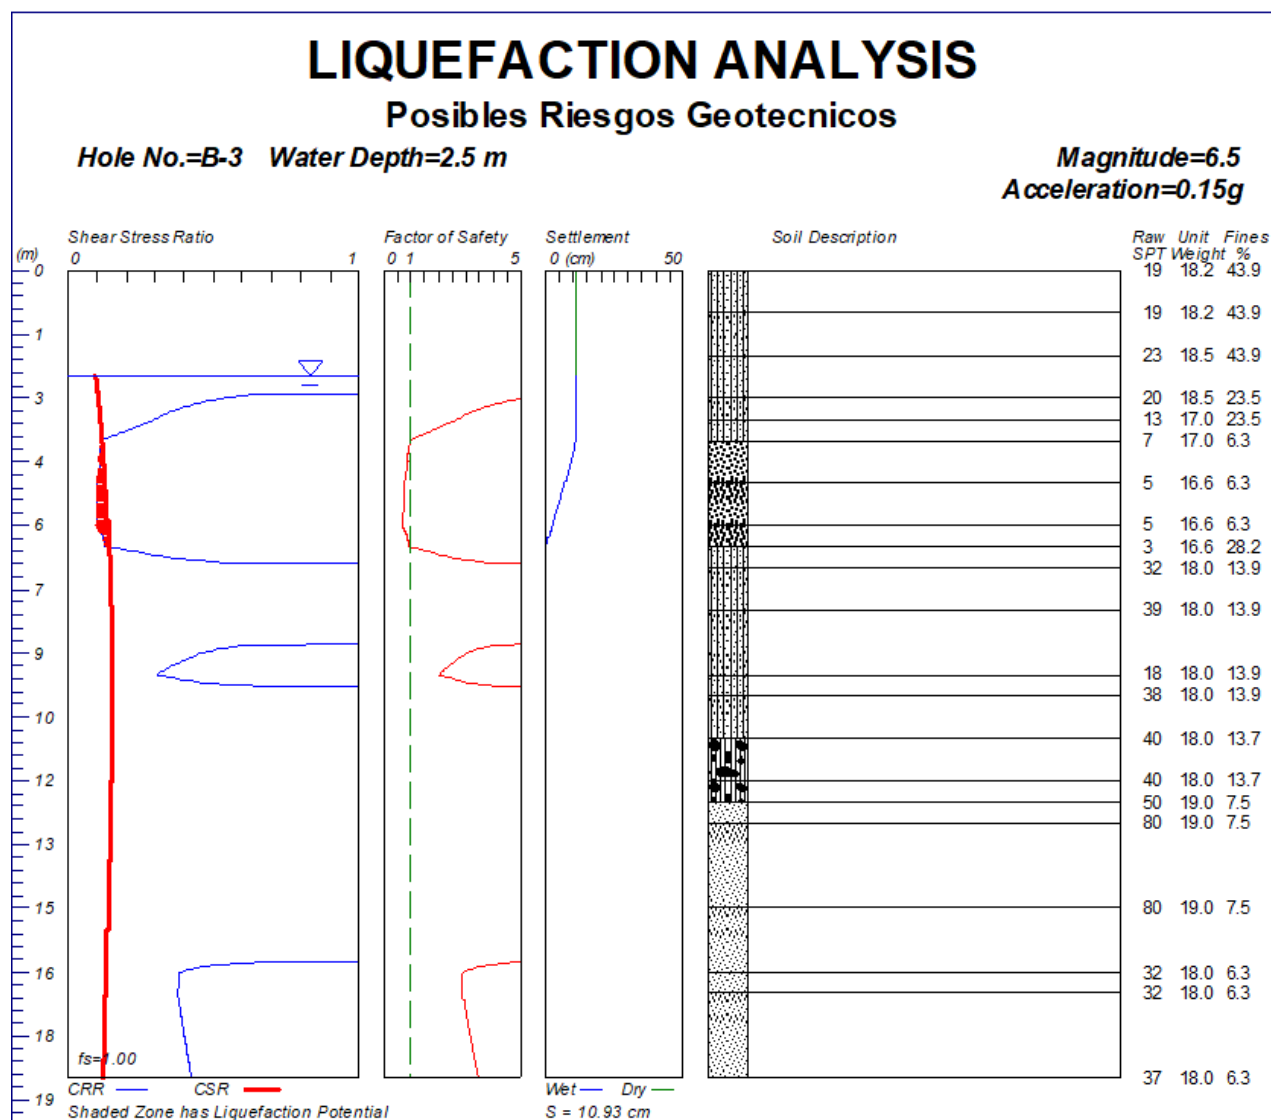 LIQUEFACTION ANALYSIS
Posibles Riesgos Geotecnicos
Hole No.=B-3 Water Depth=2.5 m
Magnitude=6.5
Acceleration=0.15g
Shear Stress Ratio
Factor of Safety
Settlement
Soil Description
Raw Unit Fines
(m)
0 1
0 1 5
0 (cm) 50
SPT Weight %
0
19 18.2 43.9
19 18.2 43.9
1
23 18.5 43.9
3
20 18.5 23.5
13 17.0 23.5
7 17.0 6.3
4
5 16.6 6.3
6
5 16.6 6.3
3 16.6 28.2
32 18.0 13.9
7
39 18.0 13.9
9
18 18.0 13.9
38 18.0 13.9
10
40 18.0 13.7
12
40 18.0 13.7
50 19.0 7.5
80 19.0 7.5
13
15
80 19.0 7.5
16
32 18.0 6.3
32 18.0 6.3
18
fs=1.00
37 18.0 6.3
CRR CSR
Wet Dry
19
Shaded Zone has Liquefaction Potential
S = 10.93 cm